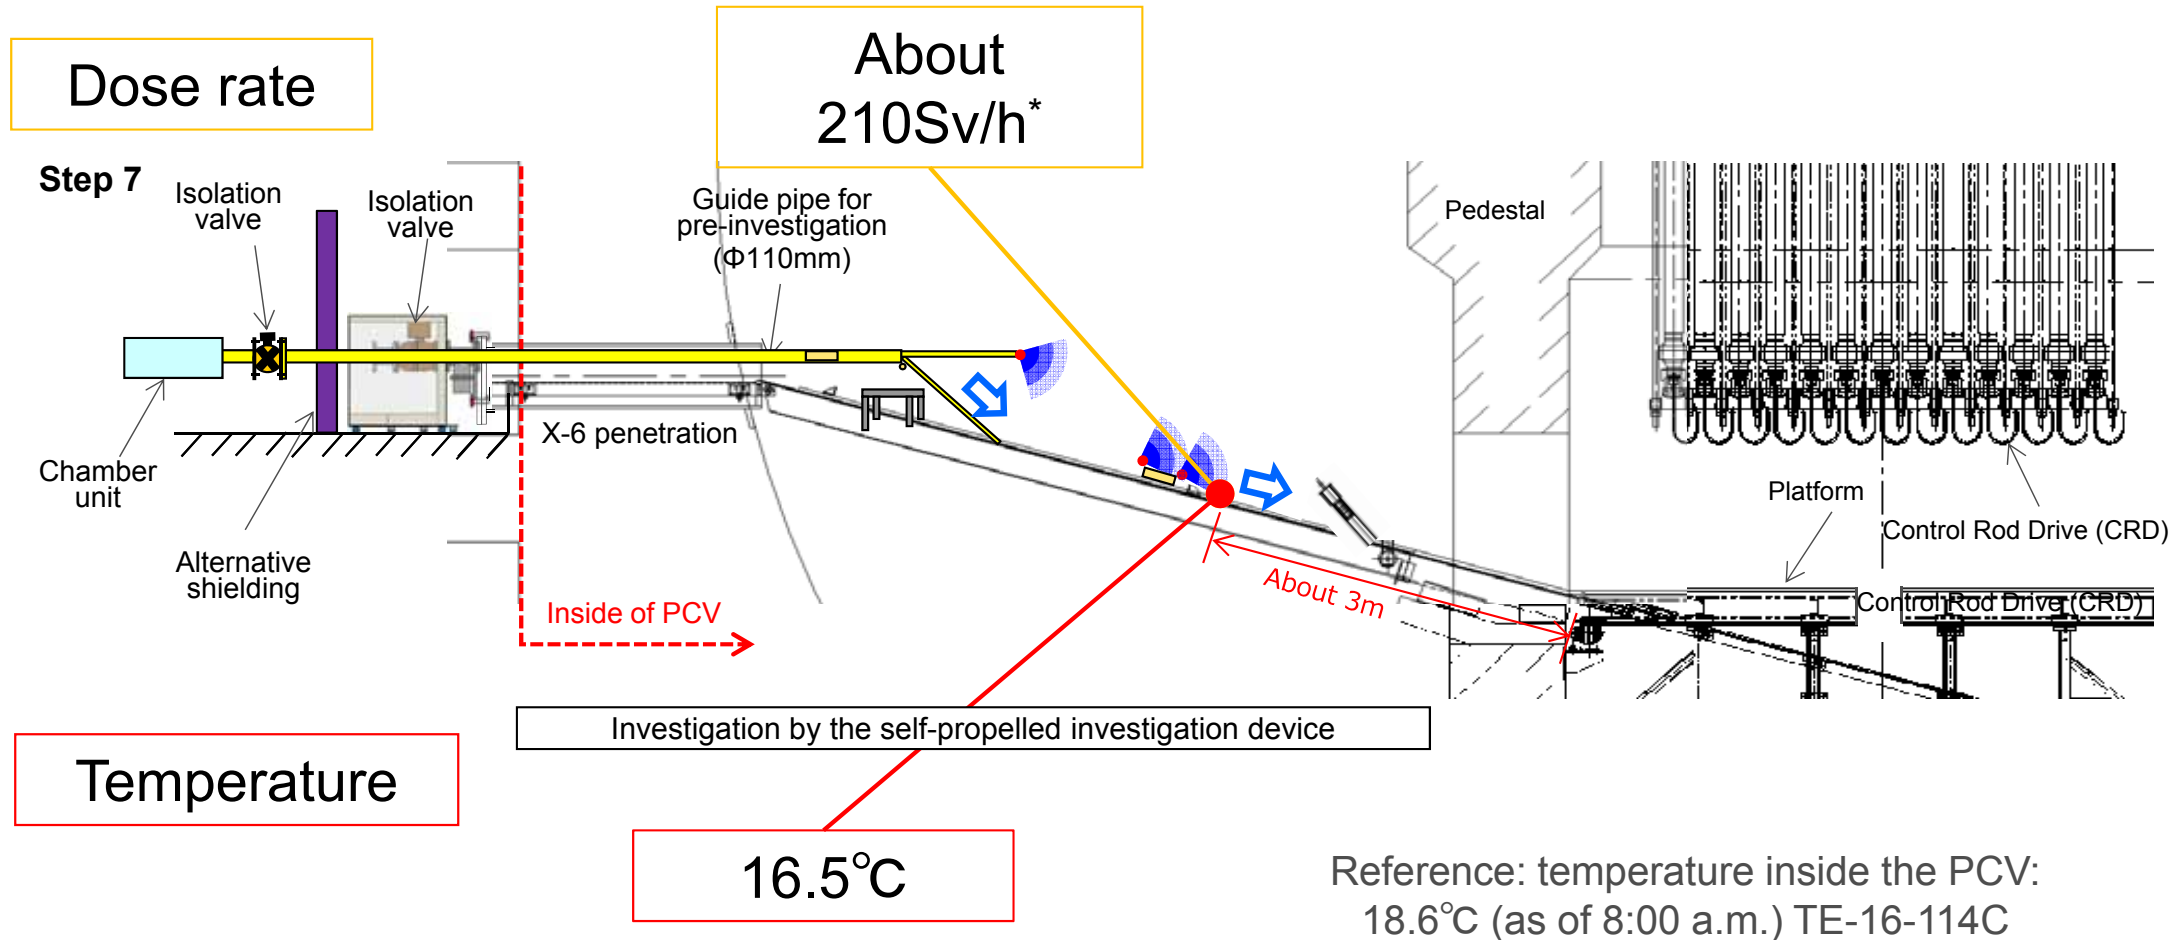 Dose rate
About
210Sv/h*
Step 7
Isolation
valve
Isolation
valve
Guide pipe for
pre-investigation
(Φ110mm)
Pedestal
X-6 penetration
Chamber
unit
Alternative
shielding
Platform
Control Rod Drive (CRD)
About 3m
Control Rod Drive (CRD)
Inside of PCV
Investigation by the self-propelled investigation device
Temperature
16.5℃
Reference: temperature inside the PCV:
18.6℃ (as of 8:00 a.m.) TE-16-114C